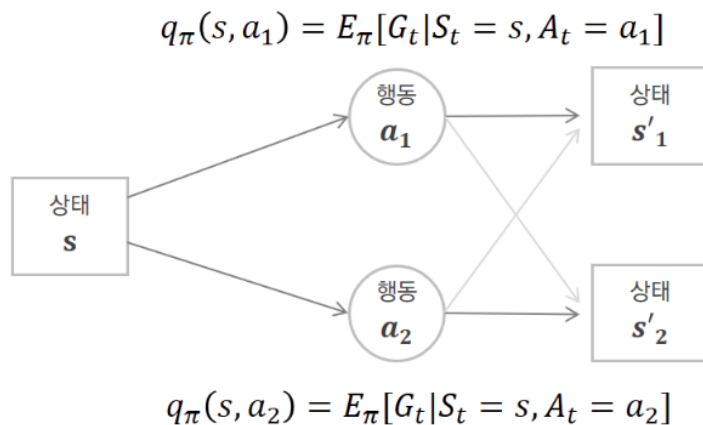 q_π(s, a_1) = E_π[G_t|S_t = s, A_t = a_1]
행동
a_1
상태
s'_1
상태
s
행동
a_2
상태
s'_2
q_π(s, a_2) = E_π[G_t|S_t = s, A_t = a_2]